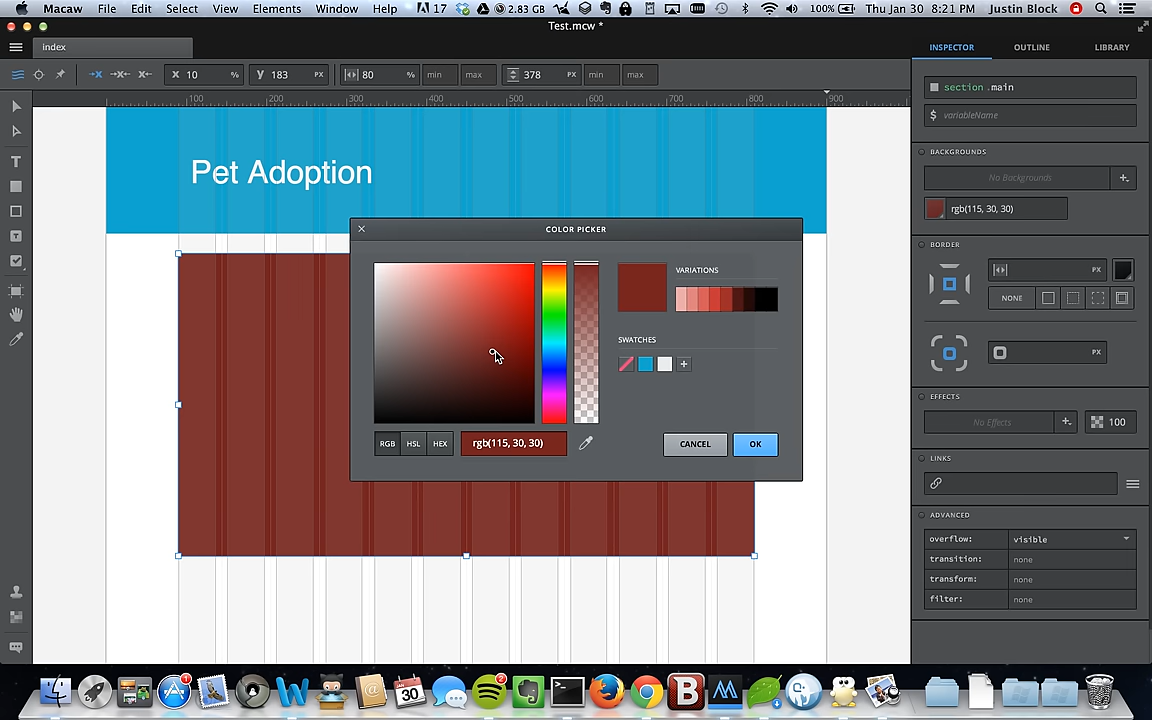 Macaw File Edit Select View Elements Window Help 17 2.83 GB 100% Thu Jan 30 8:21 PM Justin Block
Test.mcw *
index
INSPECTOR OUTLINE LIBRARY
X 10 % Y 183 PX 80 % min max 378 PX min max
100 200 300 400 500 600 700 800 900
section .main
$ variableName
BACKGROUNDS
No Backgrounds
rgb(115, 30, 30)
BORDER
PX
NONE
PX
EFFECTS
No Effects 100
LINKS
ADVANCED
overflow: visible
transition: none
transform: none
filter: none
Pet Adoption
COLOR PICKER
VARIATIONS
SWATCHES
RGB HSL HEX rgb(115, 30, 30) CANCEL OK
JAN
30
1
2